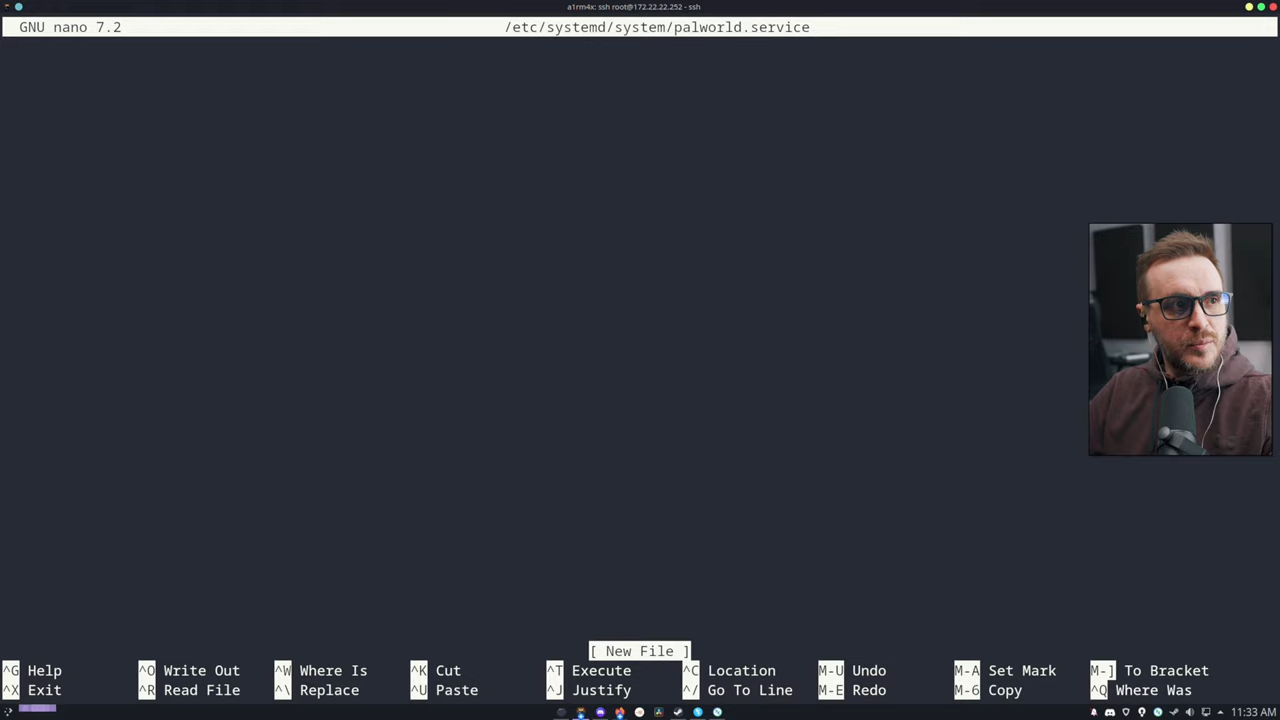 a1rm4x: ssh root@172.22.22.252 - ssh
GNU nano 7.2 /etc/systemd/system/palworld.service
[ New File ]
^G Help ^O Write Out ^W Where Is ^K Cut ^T Execute ^C Location M-U Undo M-A Set Mark M-] To Bracket
^X Exit ^R Read File ^\ Replace ^U Paste ^J Justify ^/ Go To Line M-E Redo M-6 Copy ^Q Where Was
11:33 AM